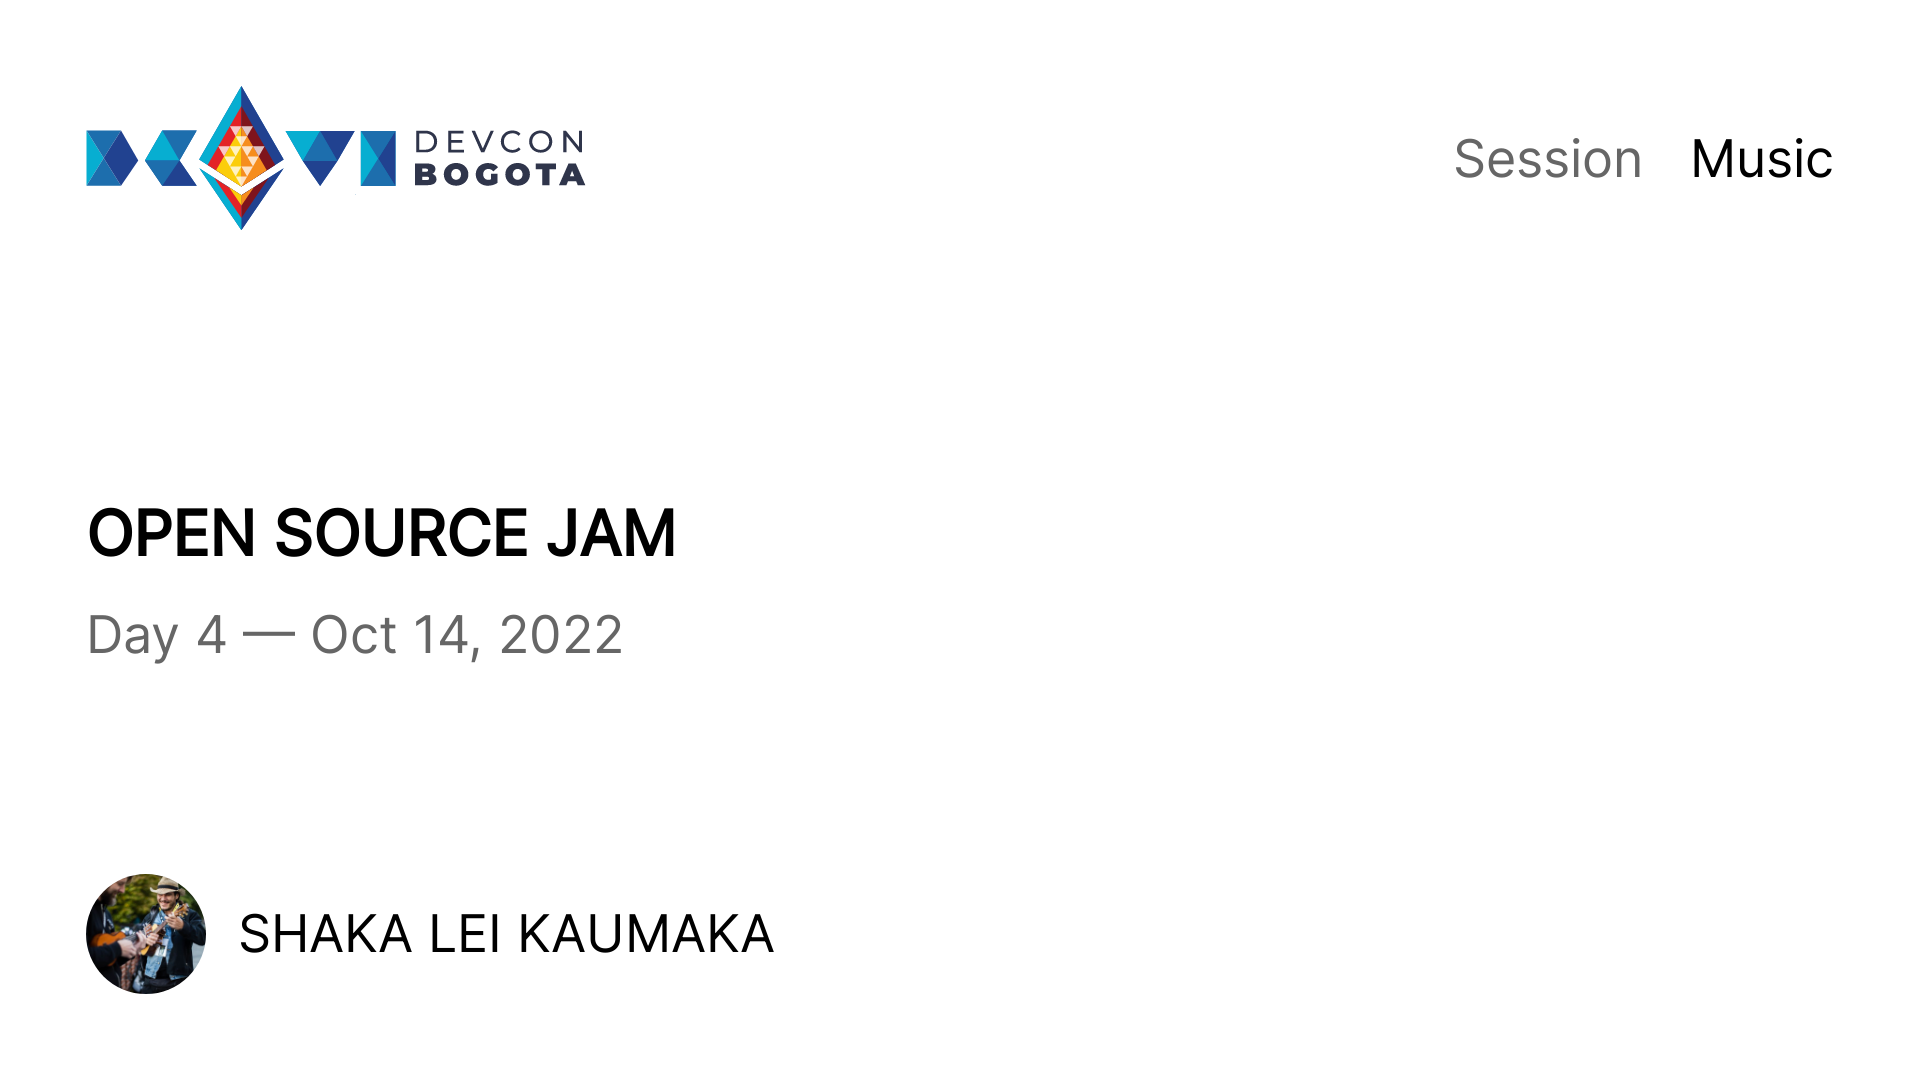 DEVCON
BOGOTA
Session Music
OPEN SOURCE JAM
Day 4 — Oct 14, 2022
SHAKA LEI KAUMAKA